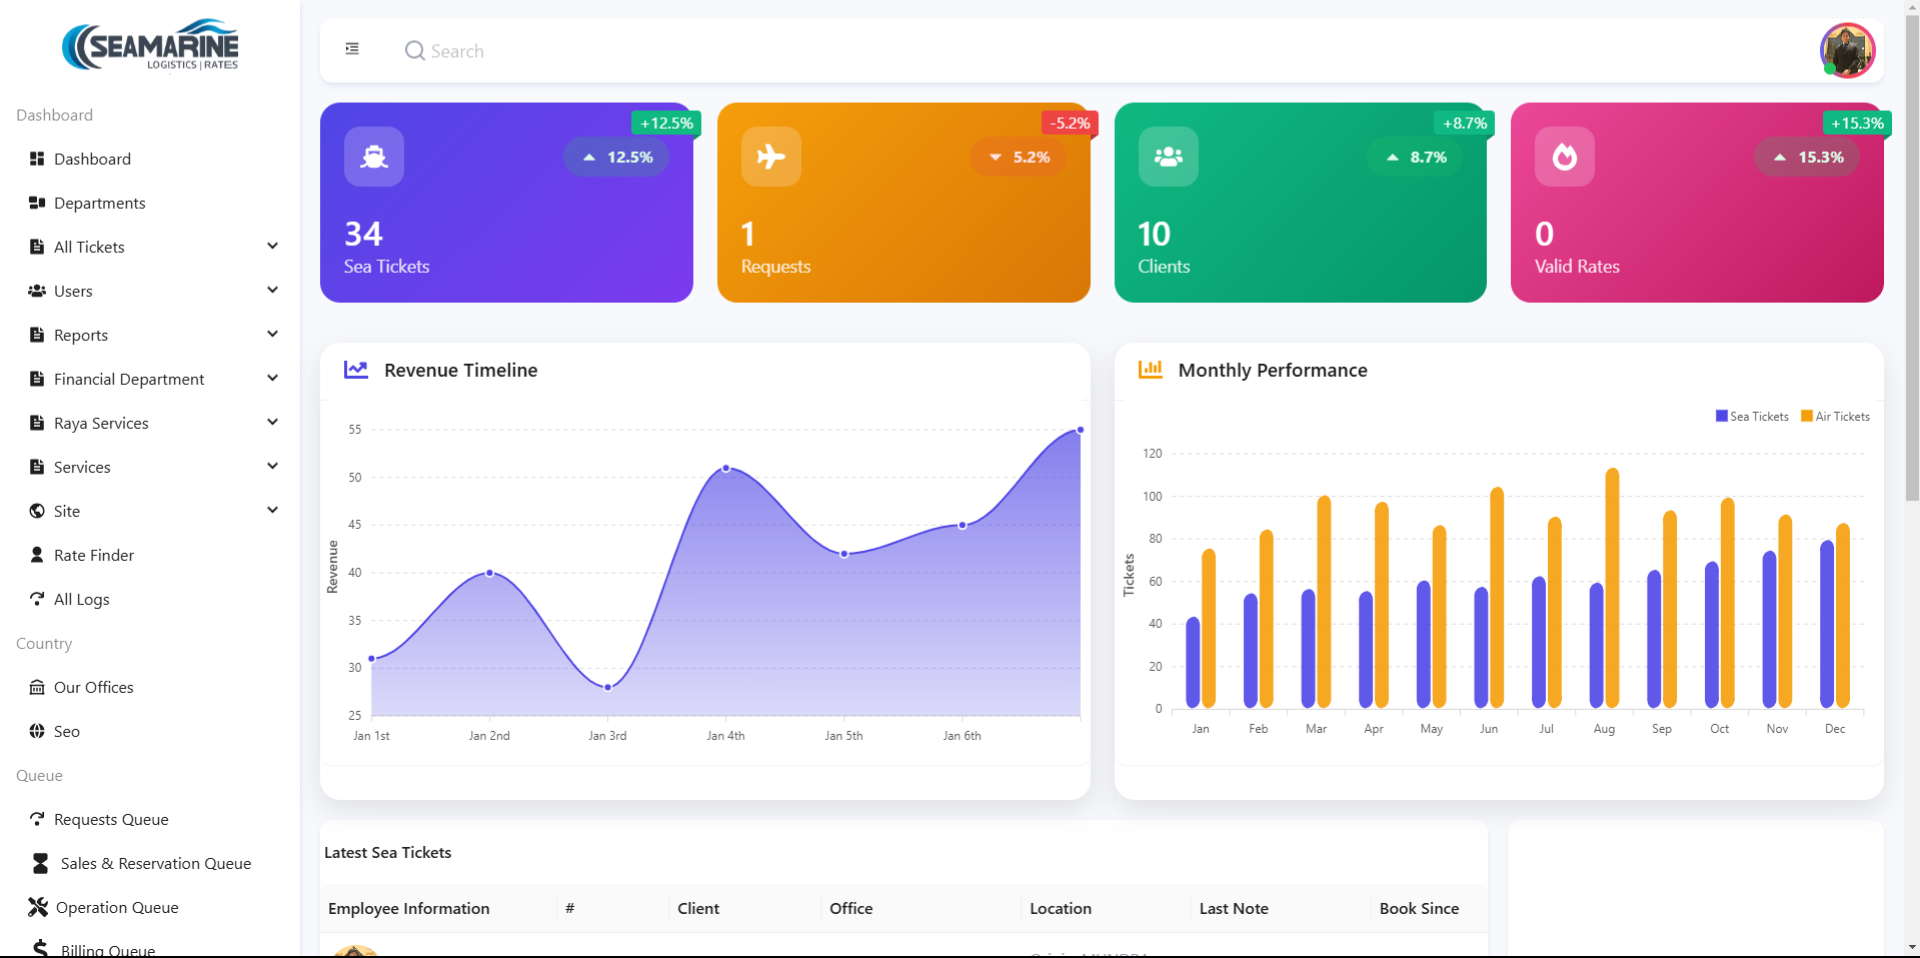 SEAMARINE
LOGISTICS | RATES
Search
Dashboard
Dashboard
Departments
All Tickets
Users
Reports
Financial Department
Raya Services
Services
Site
Rate Finder
All Logs
Country
Our Offices
Seo
Queue
Requests Queue
Sales & Reservation Queue
Operation Queue
Billing Queue
+12.5%
12.5%
34
Sea Tickets
-5.2%
5.2%
1
Requests
+8.7%
8.7%
10
Clients
+15.3%
15.3%
0
Valid Rates
Revenue Timeline
Revenue
55
50
45
40
35
30
25
Jan 1st Jan 2nd Jan 3rd Jan 4th Jan 5th Jan 6th
Monthly Performance
Sea Tickets Air Tickets
Tickets
120
100
80
60
40
20
0
Jan Feb Mar Apr May Jun Jul Aug Sep Oct Nov Dec
Latest Sea Tickets
Employee Information # Client Office Location Last Note Book Since